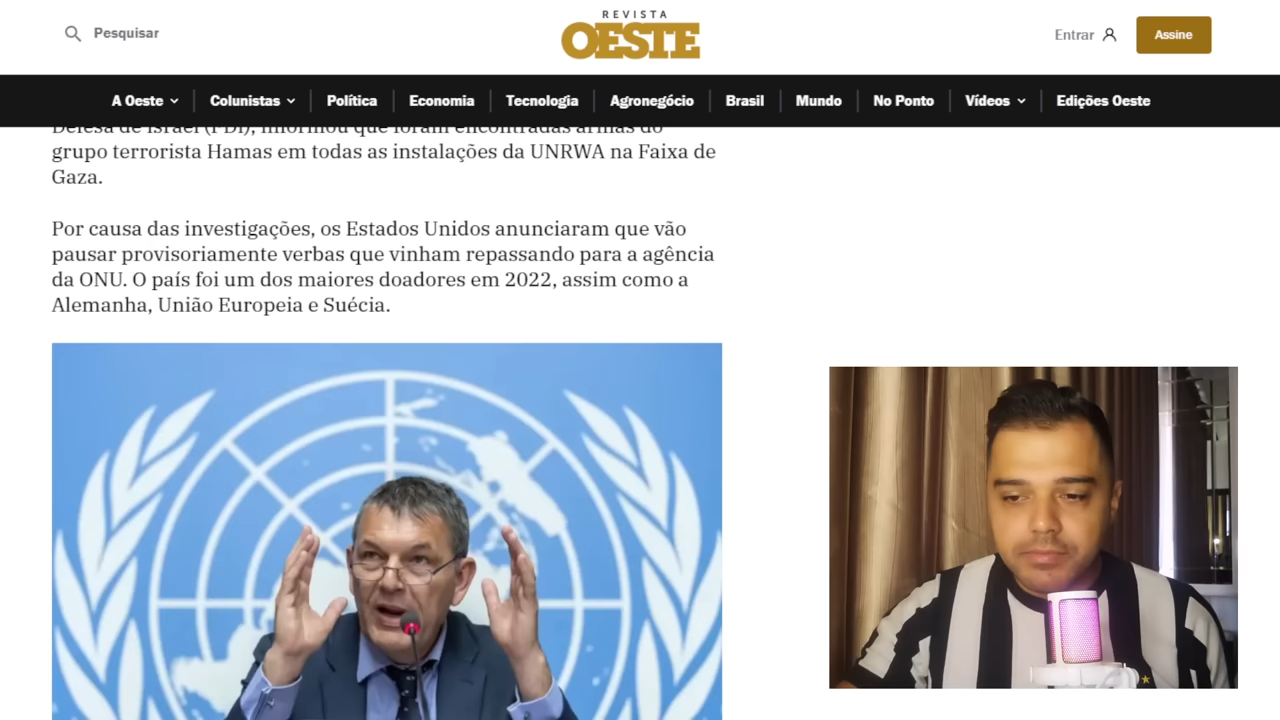 Pesquisar
REVISTA
OESTE
Entrar
Assine
A Oeste
Colunistas
Política
Economia
Tecnologia
Agronegócio
Brasil
Mundo
No Ponto
Vídeos
Edições Oeste
Defesa de Israel (FDI), informou que foram encontradas armas do
grupo terrorista Hamas em todas as instalações da UNRWA na Faixa de
Gaza.
Por causa das investigações, os Estados Unidos anunciaram que vão
pausar provisoriamente verbas que vinham repassando para a agência
da ONU. O país foi um dos maiores doadores em 2022, assim como a
Alemanha, União Europeia e Suécia.